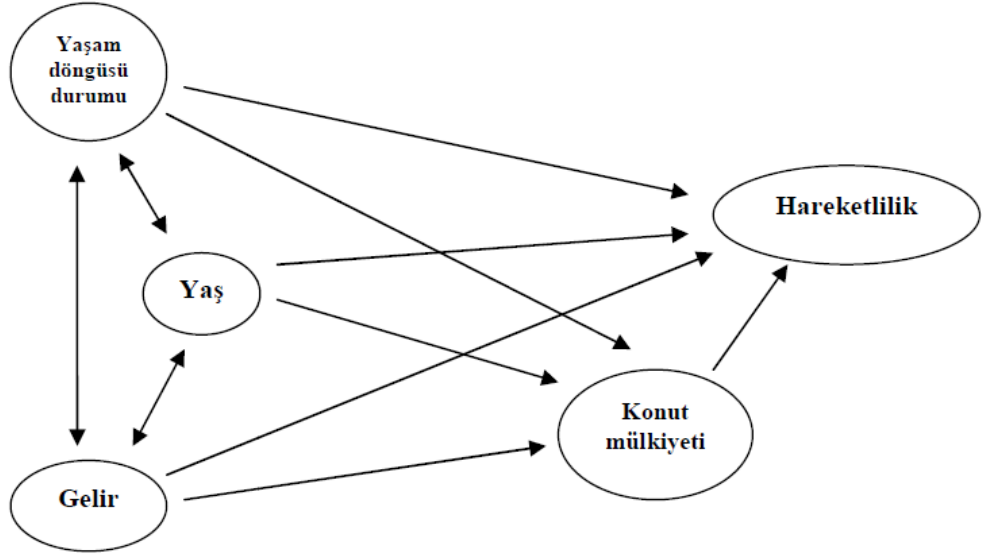 Yaşam
döngüsü
durumu
Hareketlilik
Yaş
Konut
mülkiyeti
Gelir